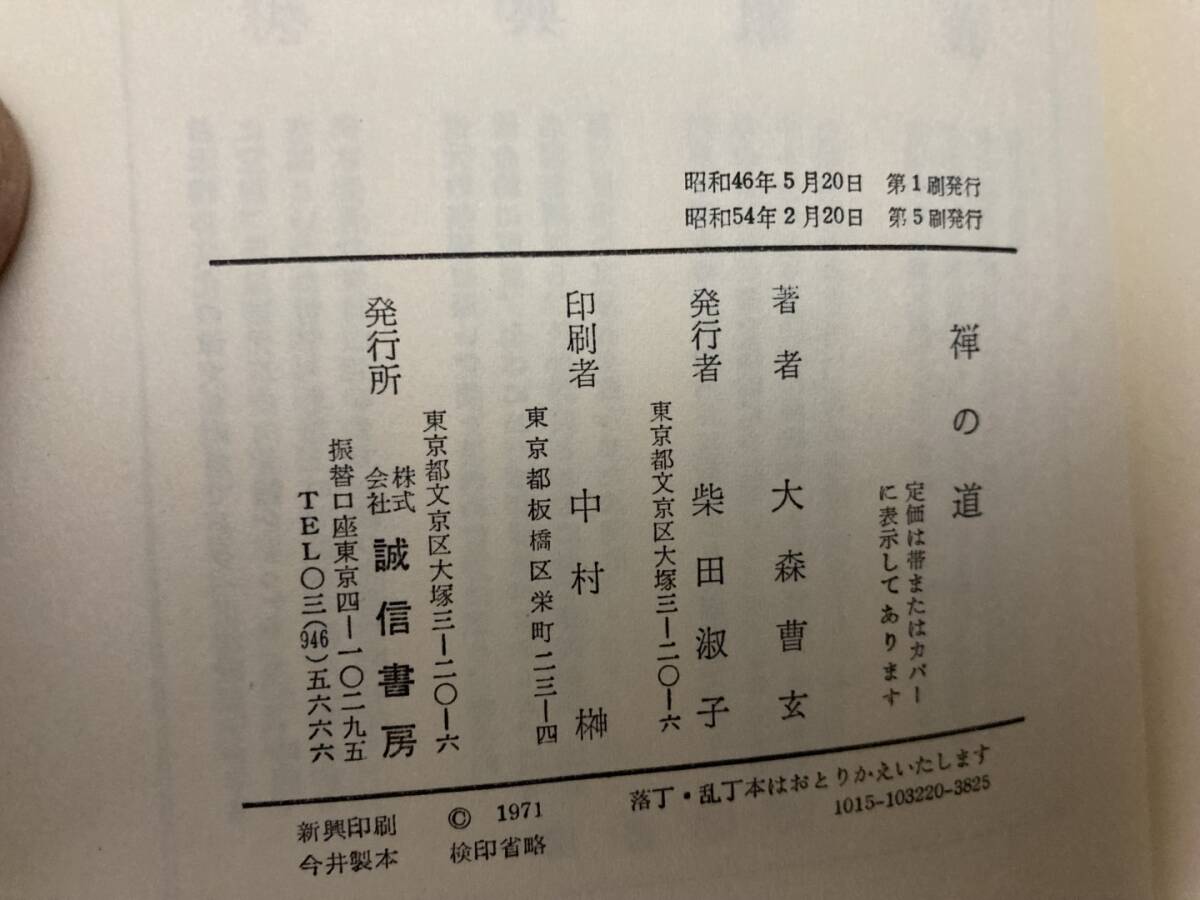 昭和46年5月20日 第1刷発行
昭和54年2月20日 第5刷発行
禅の道
定価は帯またはカバー
に表示してあります
著者 大森曹玄
発行者 柴田淑子
東京都文京区大塚三―二〇―六
印刷者 中村榊
東京都板橋区栄町二三―四
東京都文京区大塚三―二〇―六
発行所 株式会社 誠信書房
振替口座東京四―一〇二九五
TEL〇三(946)五六六六
落丁・乱丁本はおとりかえいたします
1015-103220-3825
新興印刷 © 1971
今井製本 検印省略